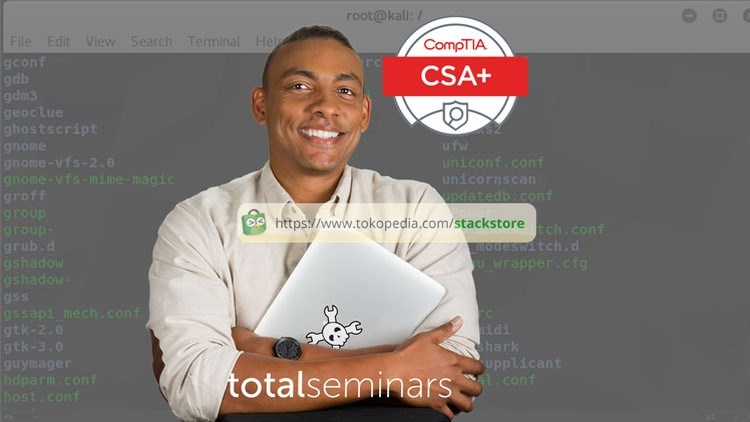 root@kali: /
File Edit View Search Terminal Help
gconf
gdb
gdm3
geoclue
ghostscript
gnome
gnome-vfs-2.0
gnome-vfs-mime-magic
groff
group
group-
grub.d
gshadow
gshadow-
gss
gssapi_mech.conf
gtk-2.0
gtk-3.0
guymager
hdparm.conf
host.conf
CompTIA
CSA+
ufw
uniconf.conf
unicornscan
updatedb.conf
https://www.tokopedia.com/stackstore
totalseminars